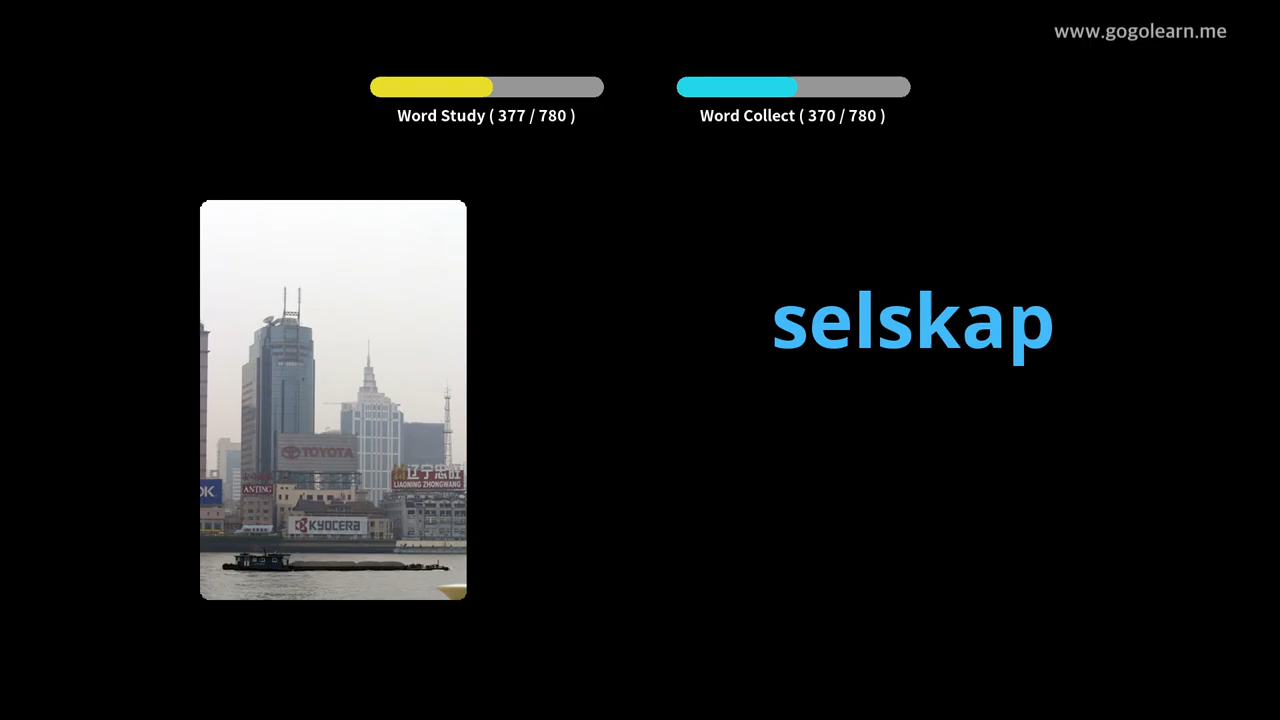 www.gogolearn.me
Word Study ( 377 / 780 )
Word Collect ( 370 / 780 )
selskap
TOYOTA
辽宁忠旺
LIAONING ZHONGWANG
OK
ANTING
KYOCERA